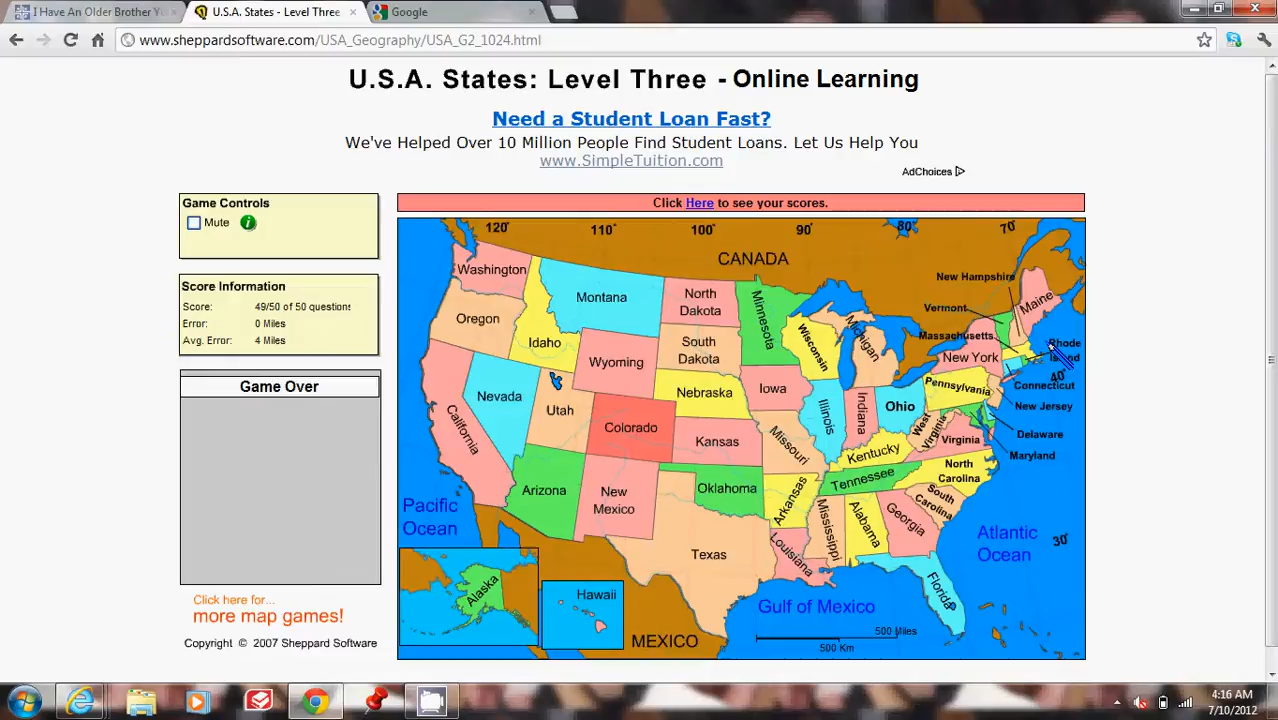 I Have An Older Brother You
U.S.A. States - Level Three
Google
www.sheppardsoftware.com/USA_Geography/USA_G2_1024.html
U.S.A. States: Level Three - Online Learning
Need a Student Loan Fast?
We've Helped Over 10 Million People Find Student Loans. Let Us Help You
www.SimpleTuition.com
AdChoices
Game Controls
Mute
Score Information
Score: 49/50 of 50 questions
Error: 0 Miles
Avg. Error: 4 Miles
Game Over
Click here for...
more map games!
Copyright © 2007 Sheppard Software
Click Here to see your scores.
120°
110°
100°
90°
80°
70°
CANADA
Washington
Oregon
Idaho
Montana
North
Dakota
South
Dakota
Minnesota
Wisconsin
Michigan
New Hampshire
Vermont
Massachusetts
Maine
Rhode
Island
40°
New York
Connecticut
New Jersey
Delaware
Maryland
Pennsylvania
Wyoming
Nebraska
Iowa
Illinois
Indiana
Ohio
West
Virginia
Virginia
Nevada
Utah
Colorado
Kansas
Missouri
Kentucky
North
Carolina
California
Arizona
New
Mexico
Oklahoma
Arkansas
Tennessee
South
Carolina
Pacific
Ocean
Texas
Louisiana
Mississippi
Alabama
Georgia
Florida
Atlantic
Ocean
30°
Alaska
Hawaii
MEXICO
Gulf of Mexico
500 Miles
500 Km
4:16 AM
7/10/2012